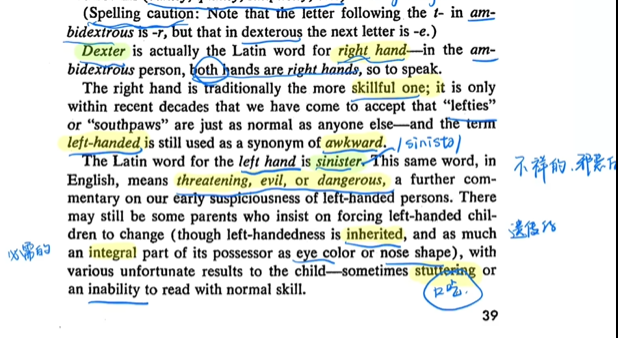 (Spelling caution: Note that the letter following the t- in am-
bidextrous is -r, but that in dexterous the next letter is -e.)
Dexter is actually the Latin word for right hand—in the am-
bidextrous person, both hands are right hands, so to speak.
The right hand is traditionally the more skillful one; it is only
within recent decades that we have come to accept that “lefties”
or “southpaws” are just as normal as anyone else—and the term
left-handed is still used as a synonym of awkward. /sinistə/
The Latin word for the left hand is sinister. This same word, in
不祥的.邪恶的
English, means threatening, evil, or dangerous, a further com-
mentary on our early suspiciousness of left-handed persons. There
may still be some parents who insist on forcing left-handed chil-
dren to change (though left-handedness is inherited, and as much
遗传的
必需的
an integral part of its possessor as eye color or nose shape), with
various unfortunate results to the child—sometimes stuttering or
an inability to read with normal skill.
口吃.
39